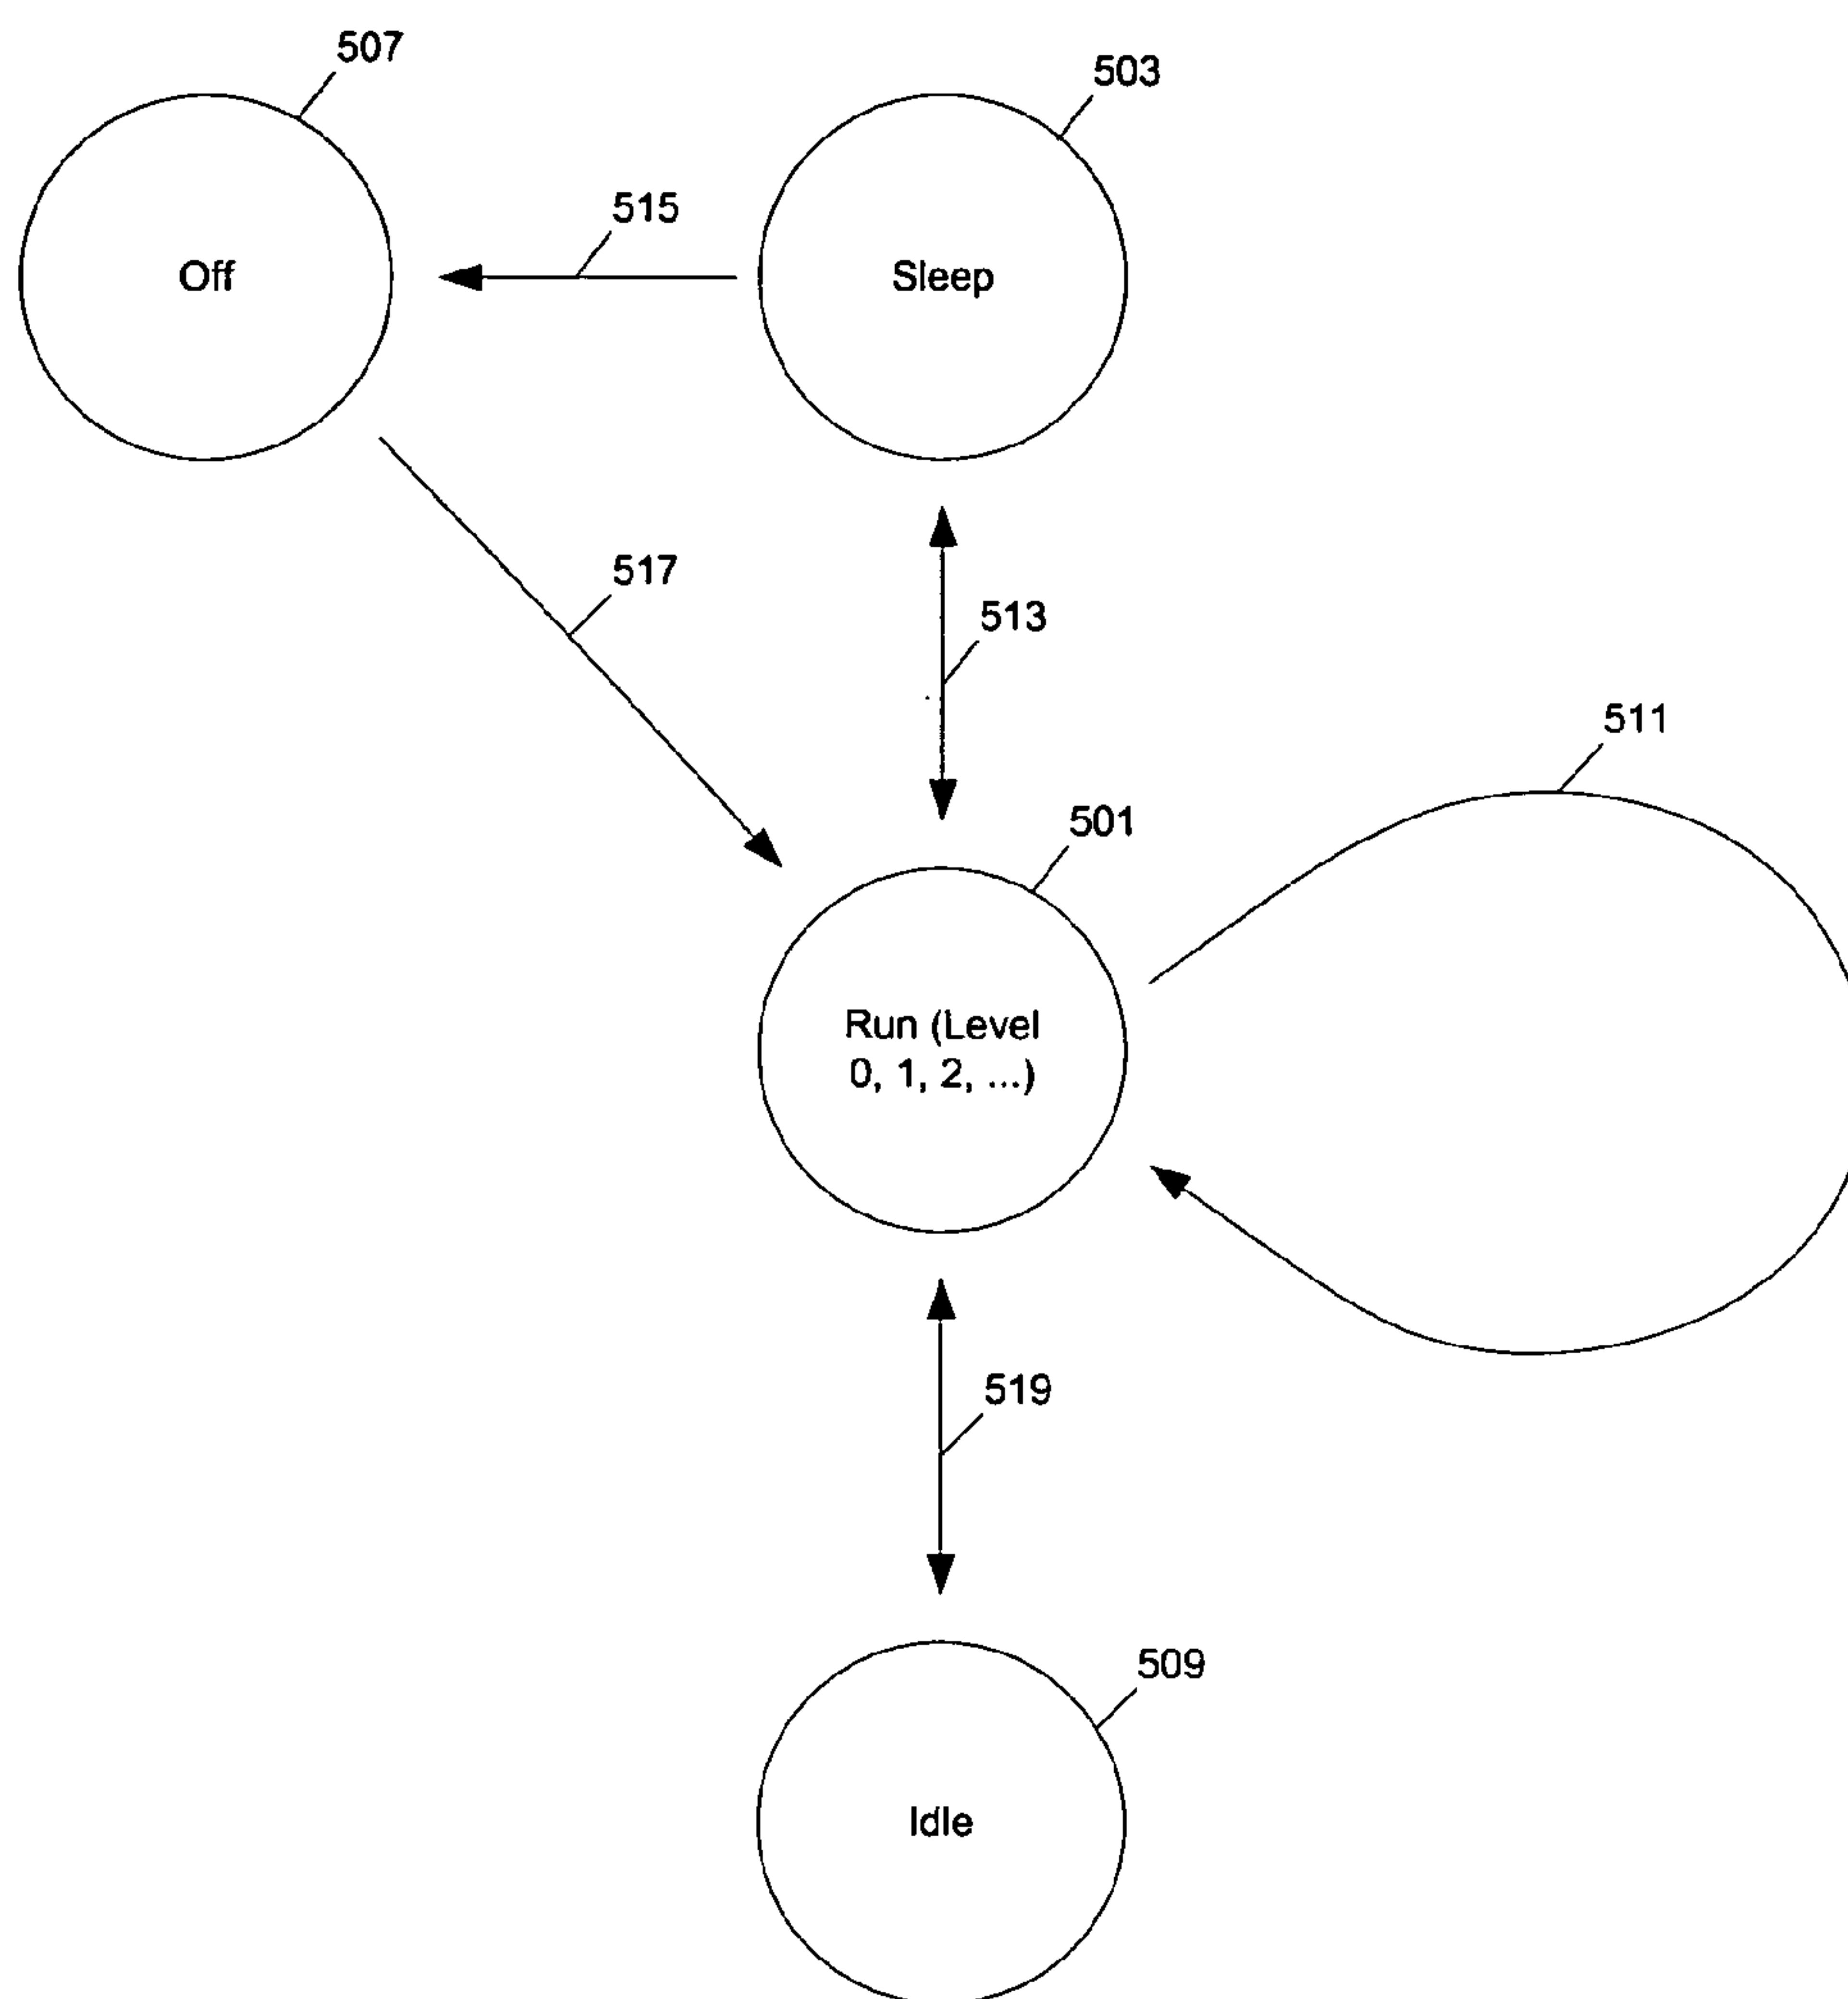 507
503
515
Off
Sleep
517
513
511
501
Run (Level
0, 1, 2, ...)
519
509
Idle